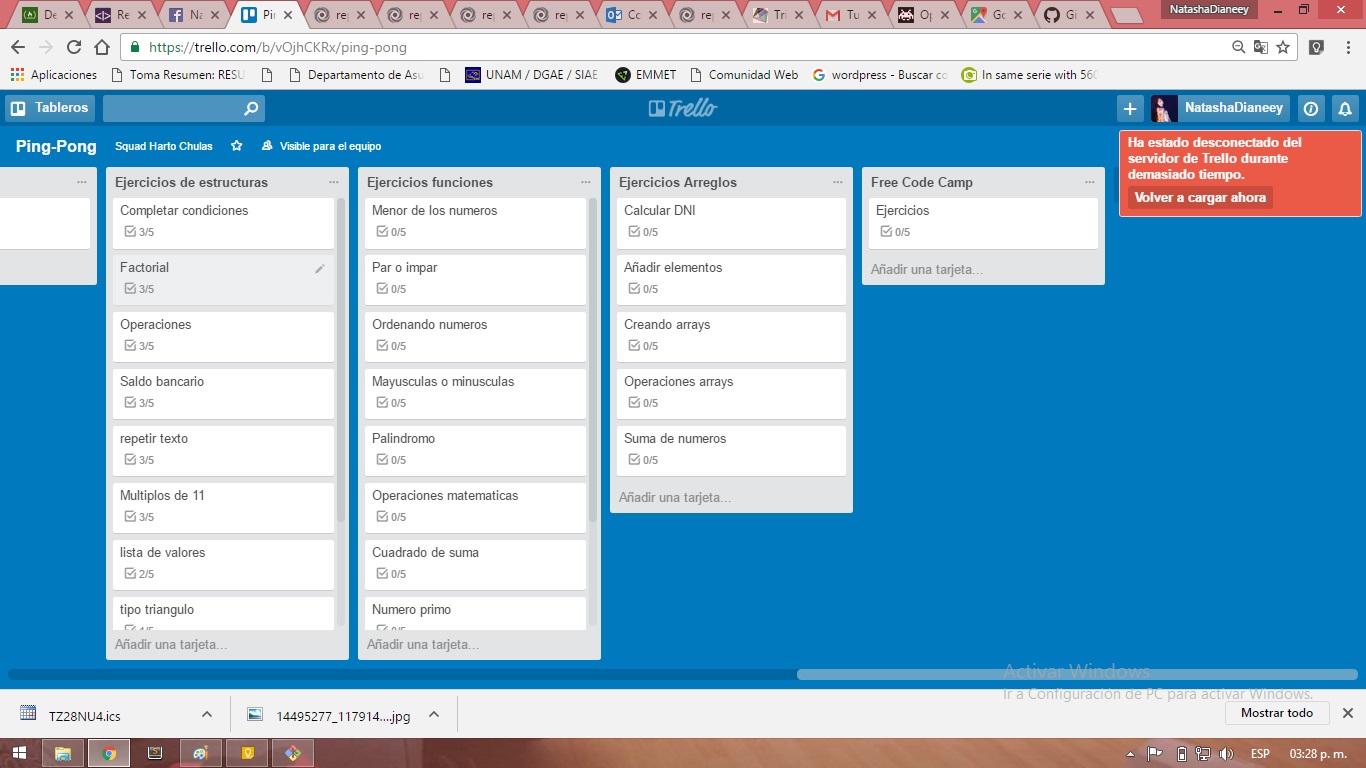 De
Re
Na
Pi
rep
re
re
rep
Co
rep
Tri
Tu
Op
Go
Gi
NatashaDianeey
https://trello.com/b/vOjhCKRx/ping-pong
Aplicaciones
Toma Resumen: RESU
Departamento de Asu
UNAM / DGAE / SIAE
EMMET
Comunidad Web
wordpress - Buscar co
In same serie with 560
Tableros
Trello
NatashaDianeey
Ping-Pong
Squad Harto Chulas
Visible para el equipo
Ha estado desconectado del
servidor de Trello durante
demasiado tiempo.
Volver a cargar ahora
Ejercicios de estructuras
Completar condiciones
3/5
Factorial
3/5
Operaciones
3/5
Saldo bancario
3/5
repetir texto
3/5
Multiplos de 11
3/5
lista de valores
2/5
tipo triangulo
Añadir una tarjeta...
Ejercicios funciones
Menor de los numeros
0/5
Par o impar
0/5
Ordenando numeros
0/5
Mayusculas o minusculas
0/5
Palindromo
0/5
Operaciones matematicas
0/5
Cuadrado de suma
0/5
Numero primo
Añadir una tarjeta...
Ejercicios Arreglos
Calcular DNI
0/5
Añadir elementos
0/5
Creando arrays
0/5
Operaciones arrays
0/5
Suma de numeros
0/5
Añadir una tarjeta...
Free Code Camp
Ejercicios
0/5
Añadir una tarjeta...
Activar Windows
Ir a Configuración de PC para activar Windows.
TZ28NU4.ics
14495277_117914....jpg
Mostrar todo
ESP
03:28 p. m.